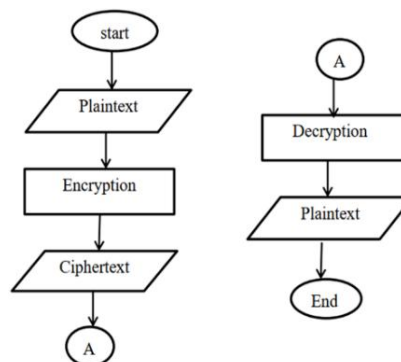 start
Plaintext
Encryption
Ciphertext
A
A
Decryption
Plaintext
End